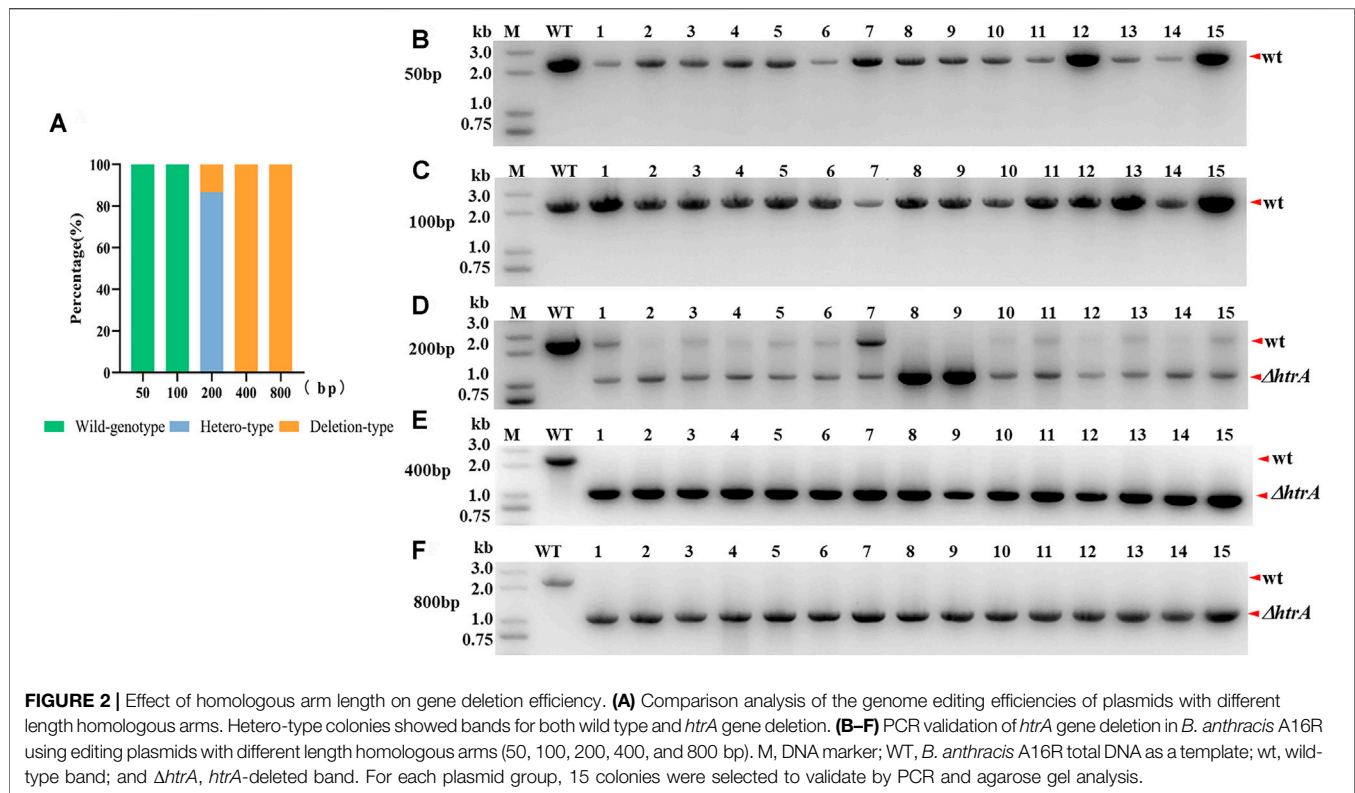 A
Percentage(%)
100
80
60
40
20
0
50 100 200 400 800 ( bp )
Wild-genotype Hetero-type Deletion-type
B kb M WT 1 2 3 4 5 6 7 8 9 10 11 12 13 14 15
50bp
3.0
2.0
1.0
0.75
wt
C kb M WT 1 2 3 4 5 6 7 8 9 10 11 12 13 14 15
100bp
3.0
2.0
1.0
0.75
wt
D kb M WT 1 2 3 4 5 6 7 8 9 10 11 12 13 14 15
200bp
3.0
2.0
1.0
0.75
wt
ΔhtrA
E kb M WT 1 2 3 4 5 6 7 8 9 10 11 12 13 14 15
400bp
3.0
2.0
1.0
0.75
wt
ΔhtrA
F kb WT 1 2 3 4 5 6 7 8 9 10 11 12 13 14 15
800bp
3.0
2.0
1.0
0.75
wt
ΔhtrA
FIGURE 2 | Effect of homologous arm length on gene deletion efficiency. (A) Comparison analysis of the genome editing efficiencies of plasmids with different
length homologous arms. Hetero-type colonies showed bands for both wild type and htrA gene deletion. (B–F) PCR validation of htrA gene deletion in B. anthracis A16R
using editing plasmids with different length homologous arms (50, 100, 200, 400, and 800 bp). M, DNA marker; WT, B. anthracis A16R total DNA as a template; wt, wild-
type band; and ΔhtrA, htrA-deleted band. For each plasmid group, 15 colonies were selected to validate by PCR and agarose gel analysis.